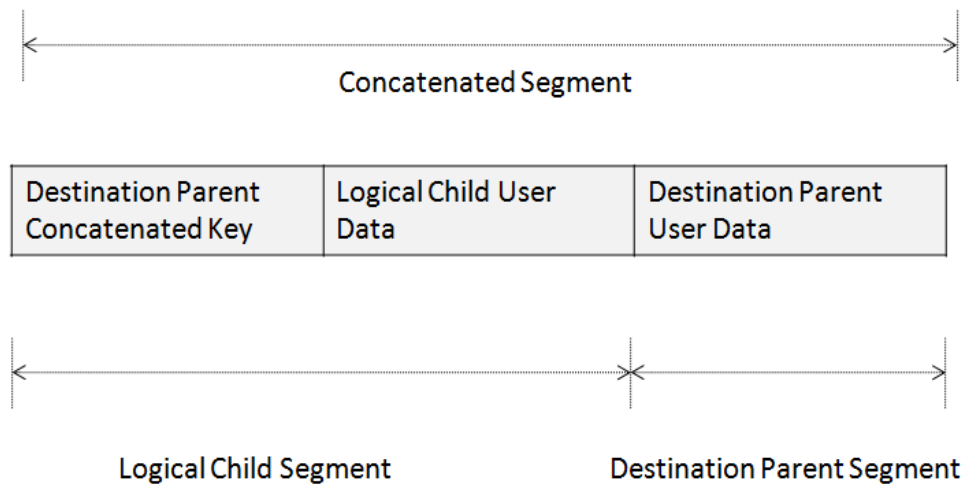 Concatenated Segment
Destination Parent
Concatenated Key
Logical Child User
Data
Destination Parent
User Data
Logical Child Segment
Destination Parent Segment